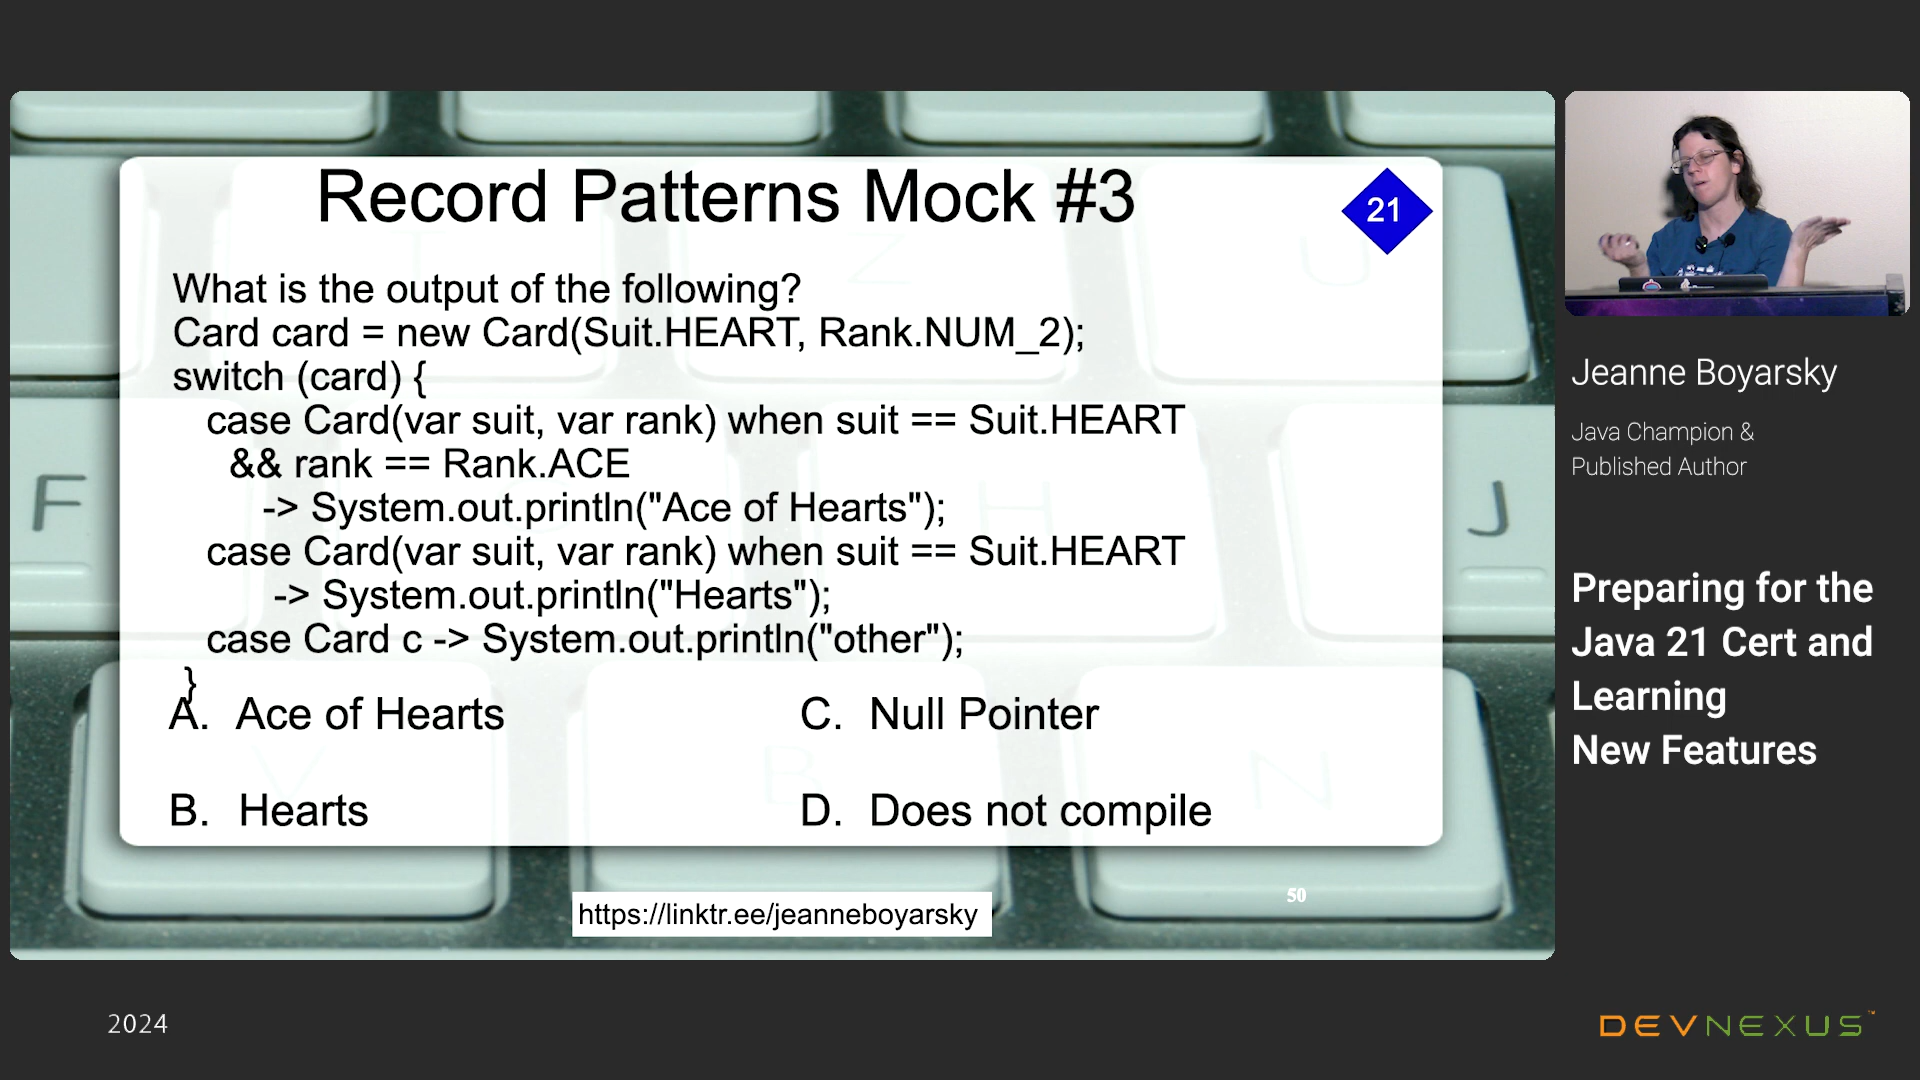 Record Patterns Mock #3
21
What is the output of the following?
Card card = new Card(Suit.HEART, Rank.NUM_2);
switch (card) {
case Card(var suit, var rank) when suit == Suit.HEART
&& rank == Rank.ACE
-> System.out.println("Ace of Hearts");
case Card(var suit, var rank) when suit == Suit.HEART
-> System.out.println("Hearts");
case Card c -> System.out.println("other");
}
A. Ace of Hearts
B. Hearts
C. Null Pointer
D. Does not compile
50
https://linktr.ee/jeanneboyarsky
F
J
Z
U
H
V
B
N
Jeanne Boyarsky
Java Champion &
Published Author
Preparing for the
Java 21 Cert and
Learning
New Features
2024
DEVNEXUS™